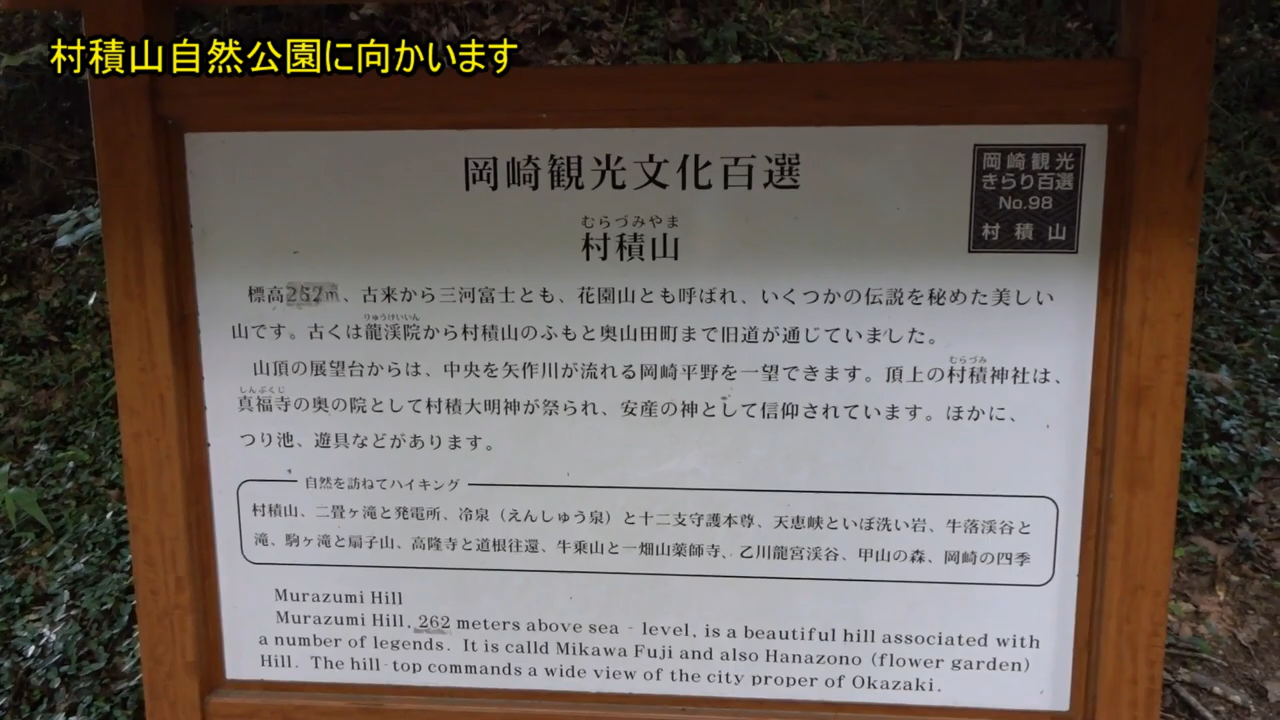 村積山自然公園に向かいます
岡崎観光文化百選
岡崎観光
きらり百選
No.98
村積山
むらづみやま
村積山
標高262m、古来から三河富士とも、花園山とも呼ばれ、いくつかの伝説を秘めた美しい
りゅうけいいん
山です。古くは龍渓院から村積山のふもと奥山田町まで旧道が通じていました。
むらづみ
山頂の展望台からは、中央を矢作川が流れる岡崎平野を一望できます。頂上の村積神社は、
しんぷくじ
真福寺の奥の院として村積大明神が祭られ、安産の神として信仰されています。ほかに、
つり池、遊具などがあります。
自然を訪ねてハイキング
村積山、二畳ヶ滝と発電所、冷泉（えんしゅう泉）と十二支守護本尊、天恵峡といぼ洗い岩、牛落渓谷と
滝、駒ヶ滝と扇子山、高隆寺と道根往還、牛乗山と一畑山薬師寺、乙川龍宮渓谷、甲山の森、岡崎の四季
Murazumi Hill
Murazumi Hill, 262 meters above sea - level, is a beautiful hill associated with
a number of legends. It is calld Mikawa Fuji and also Hanazono (flower garden)
Hill. The hill-top commands a wide view of the city proper of Okazaki.